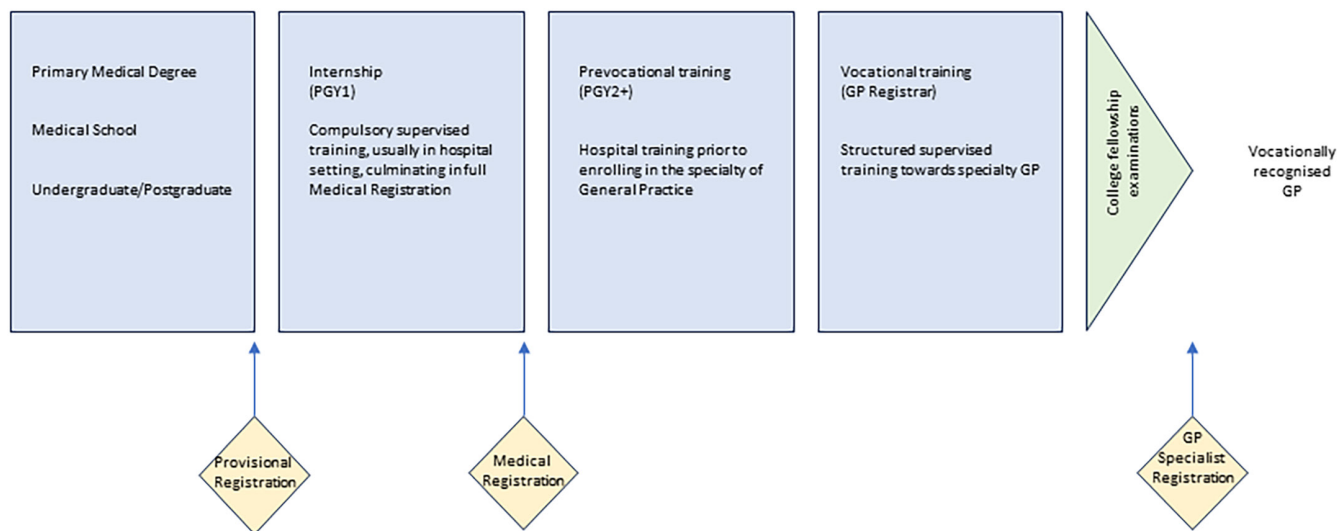 Primary Medical Degree
Medical School
Undergraduate/Postgraduate
Internship
(PGY1)
Compulsory supervised
training, usually in hospital
setting, culminating in full
Medical Registration
Prevocational training
(PGY2+)
Hospital training prior to
enrolling in the specialty of
General Practice
Vocational training
(GP Registrar)
Structured supervised
training towards specialty GP
College fellowship
examinations
Vocationally
recognised
GP
Provisional
Registration
Medical
Registration
GP
Specialist
Registration